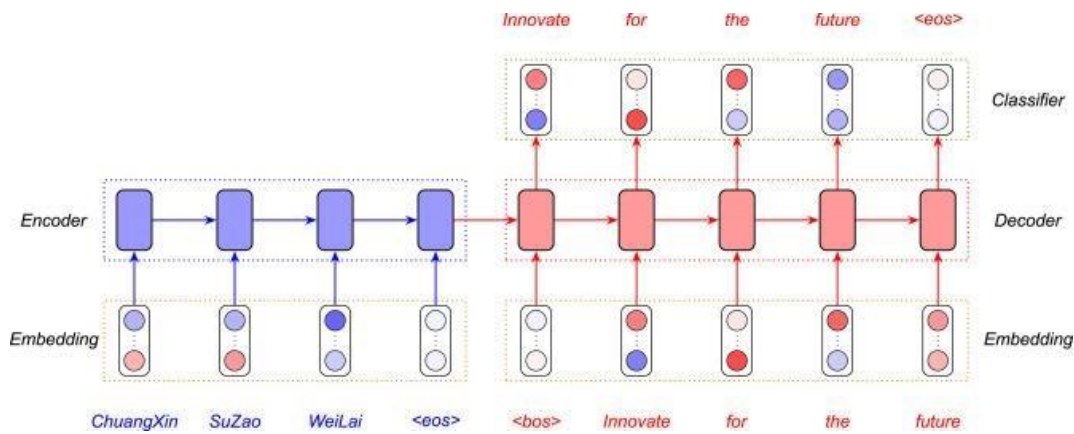 Innovate for the future <eos>
Classifier
Encoder
Decoder
Embedding
Embedding
ChuangXin SuZao WeiLai <eos> <bos> Innovate for the future